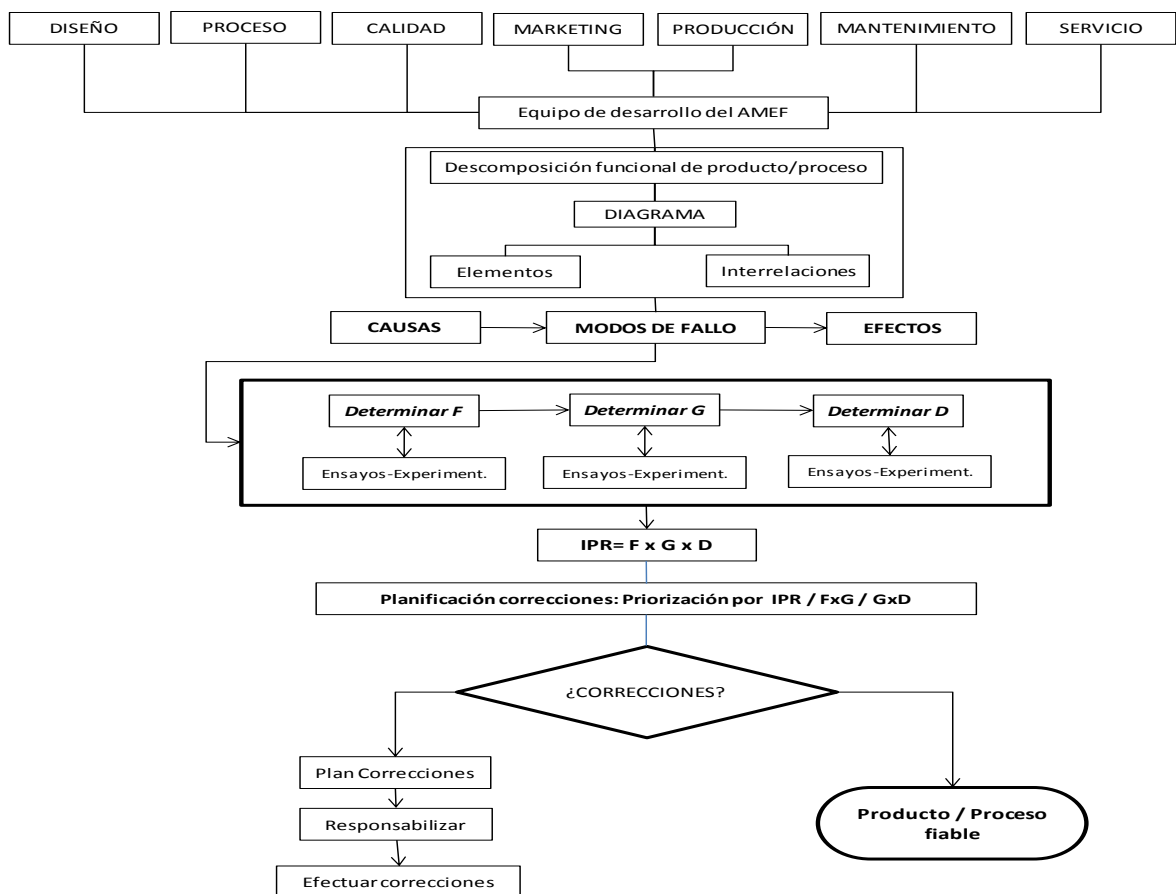 DISEÑO
PROCESO
CALIDAD
MARKETING
PRODUCCIÓN
MANTENIMIENTO
SERVICIO
Equipo de desarrollo del AMEF
Descomposición funcional de producto/proceso
DIAGRAMA
Elementos
Interrelaciones
CAUSAS
MODOS DE FALLO
EFECTOS
Determinar F
Determinar G
Determinar D
Ensayos-Experiment.
Ensayos-Experiment.
Ensayos-Experiment.
IPR= F x G x D
Planificación correcciones: Priorización por IPR / FxG / GxD
¿CORRECCIONES?
Plan Correcciones
Responsabilizar
Efectuar correcciones
Producto / Proceso
fiable